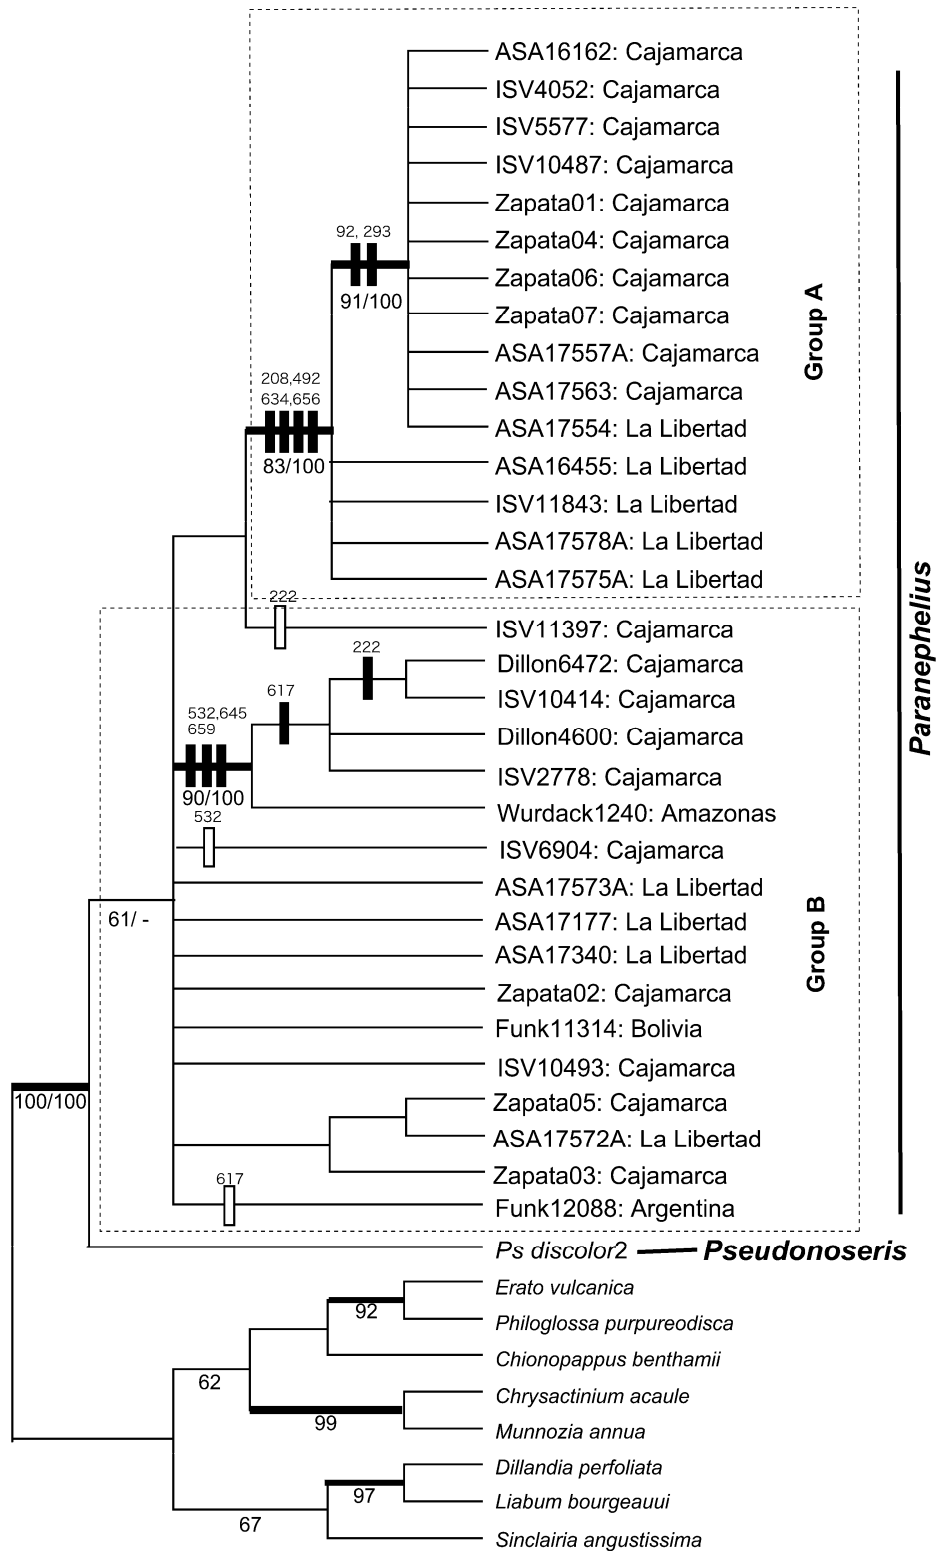 ASA16162: Cajamarca
ISV4052: Cajamarca
ISV5577: Cajamarca
ISV10487: Cajamarca
Zapata01: Cajamarca
92, 293
Zapata04: Cajamarca
Zapata06: Cajamarca
91/100
Zapata07: Cajamarca
Group A
ASA17557A: Cajamarca
208,492
634,656
ASA17563: Cajamarca
ASA17554: La Libertad
83/100
ASA16455: La Libertad
ISV11843: La Libertad
ASA17578A: La Libertad
ASA17575A: La Libertad
Paranephelius
222
ISV11397: Cajamarca
222
Dillon6472: Cajamarca
617
ISV10414: Cajamarca
532,645
659
Dillon4600: Cajamarca
ISV2778: Cajamarca
90/100
Wurdack1240: Amazonas
532
ISV6904: Cajamarca
ASA17573A: La Libertad
61/ -
ASA17177: La Libertad
Group B
ASA17340: La Libertad
Zapata02: Cajamarca
Funk11314: Bolivia
ISV10493: Cajamarca
100/100
Zapata05: Cajamarca
ASA17572A: La Libertad
Zapata03: Cajamarca
617
Funk12088: Argentina
Ps discolor2
Pseudonoseris
Erato vulcanica
92
Philoglossa purpureodisca
Chionopappus benthamii
62
Chrysactinium acaule
99
Munnozia annua
Dillandia perfoliata
97
Liabum bourgeauui
67
Sinclairia angustissima